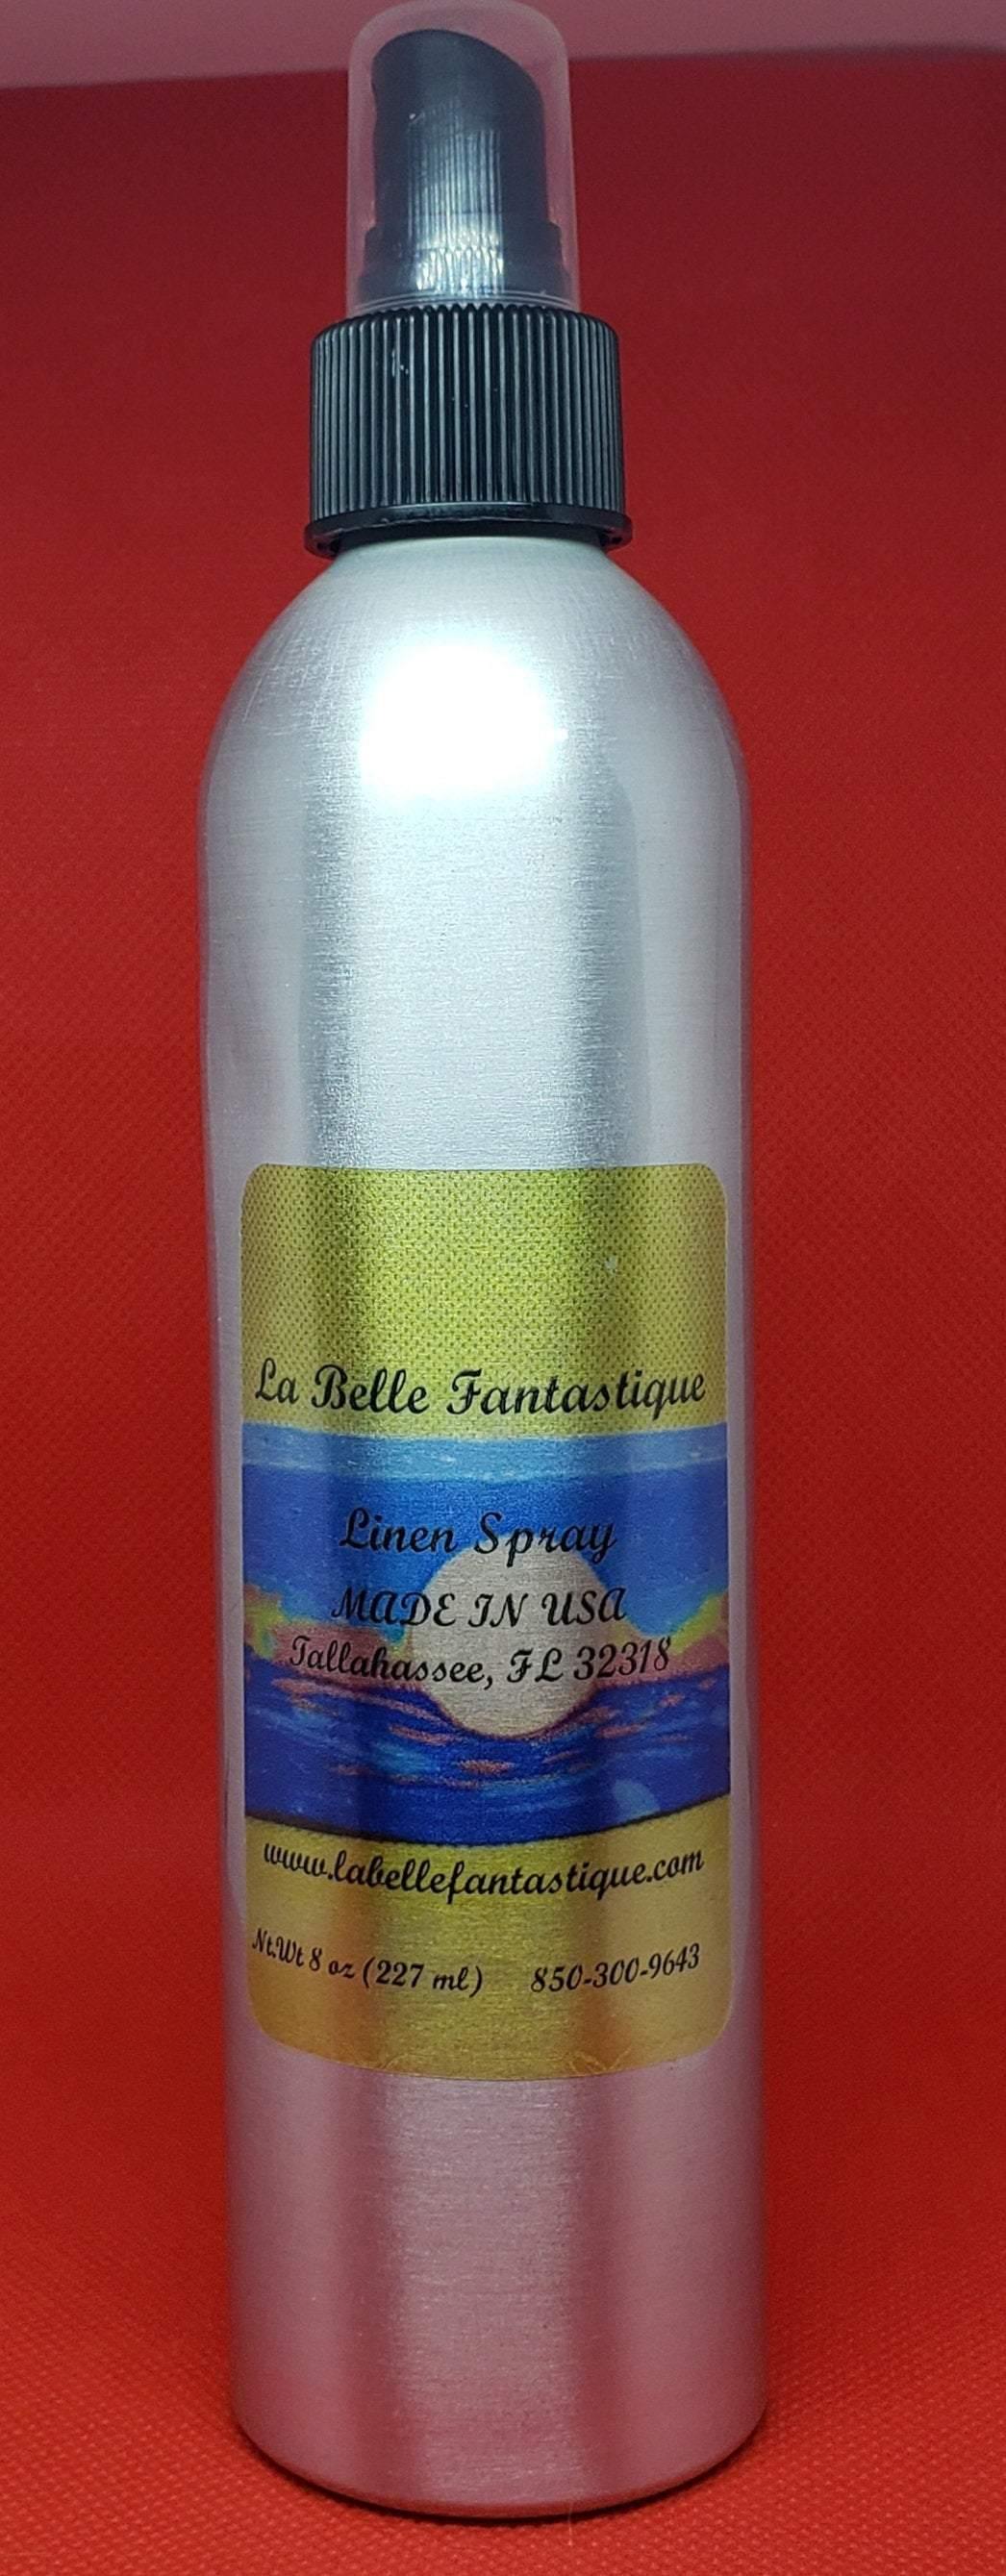 La Belle Fantastique
Linen Spray
MADE IN USA
Tallahassee, FL 32318
www.labellefantastique.com
Nt.Wt 8 oz (227 ml) 850-300-9643